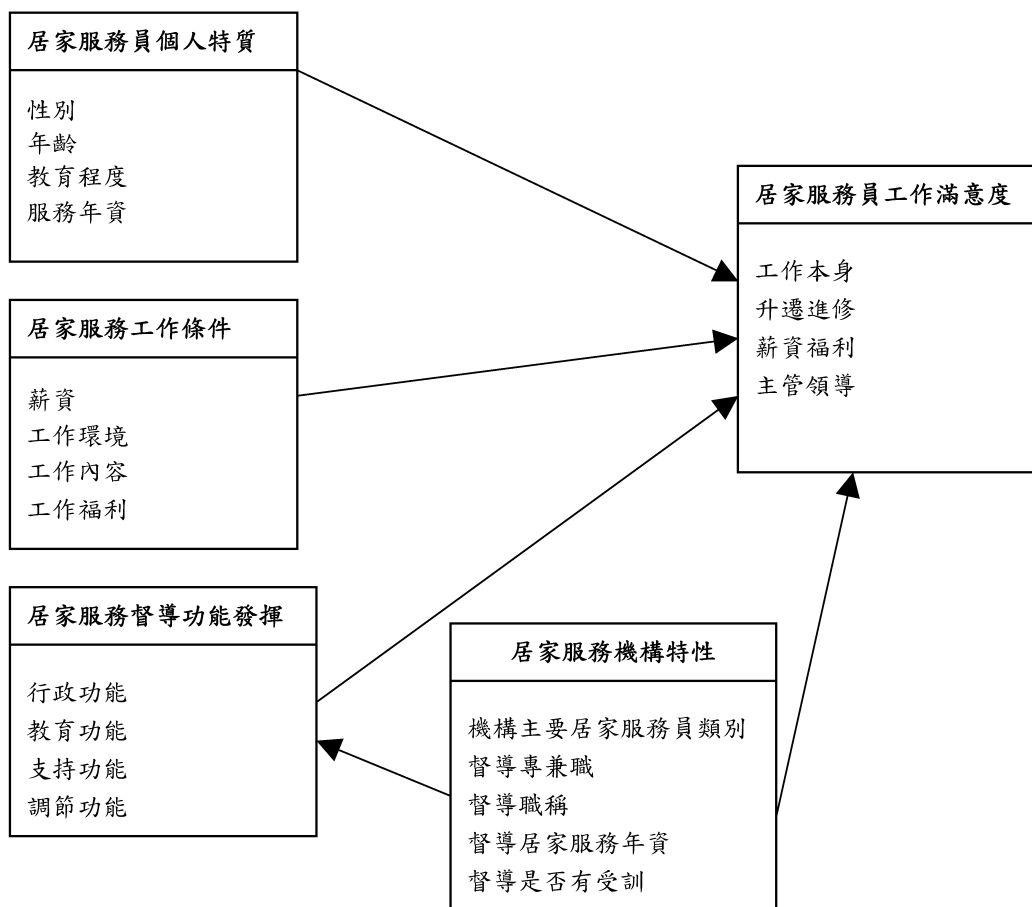 居家服務員個人特質
性別
年齡
教育程度
服務年資
居家服務工作條件
薪資
工作環境
工作內容
工作福利
居家服務督導功能發揮
行政功能
教育功能
支持功能
調節功能
居家服務機構特性
機構主要居家服務員類別
督導專兼職
督導職稱
督導居家服務年資
督導是否有受訓
居家服務員工作滿意度
工作本身
升遷進修
薪資福利
主管領導